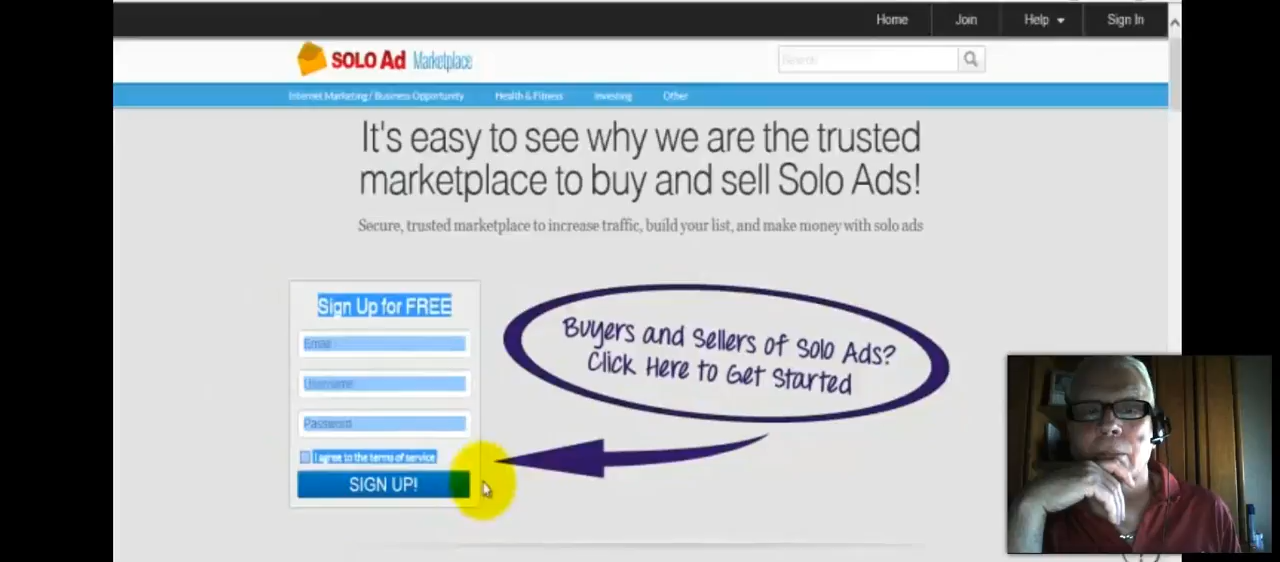 Home Join Help Sign In
SOLO Ad Marketplace
Search
Internet Marketing / Business Opportunity Health & Fitness Investing Other
It's easy to see why we are the trusted
marketplace to buy and sell Solo Ads!
Secure, trusted marketplace to increase traffic, build your list, and make money with solo ads
Sign Up for FREE
Email
Username
Password
I agree to the terms of service
SIGN UP!
Buyers and Sellers of Solo Ads?
Click Here to Get Started